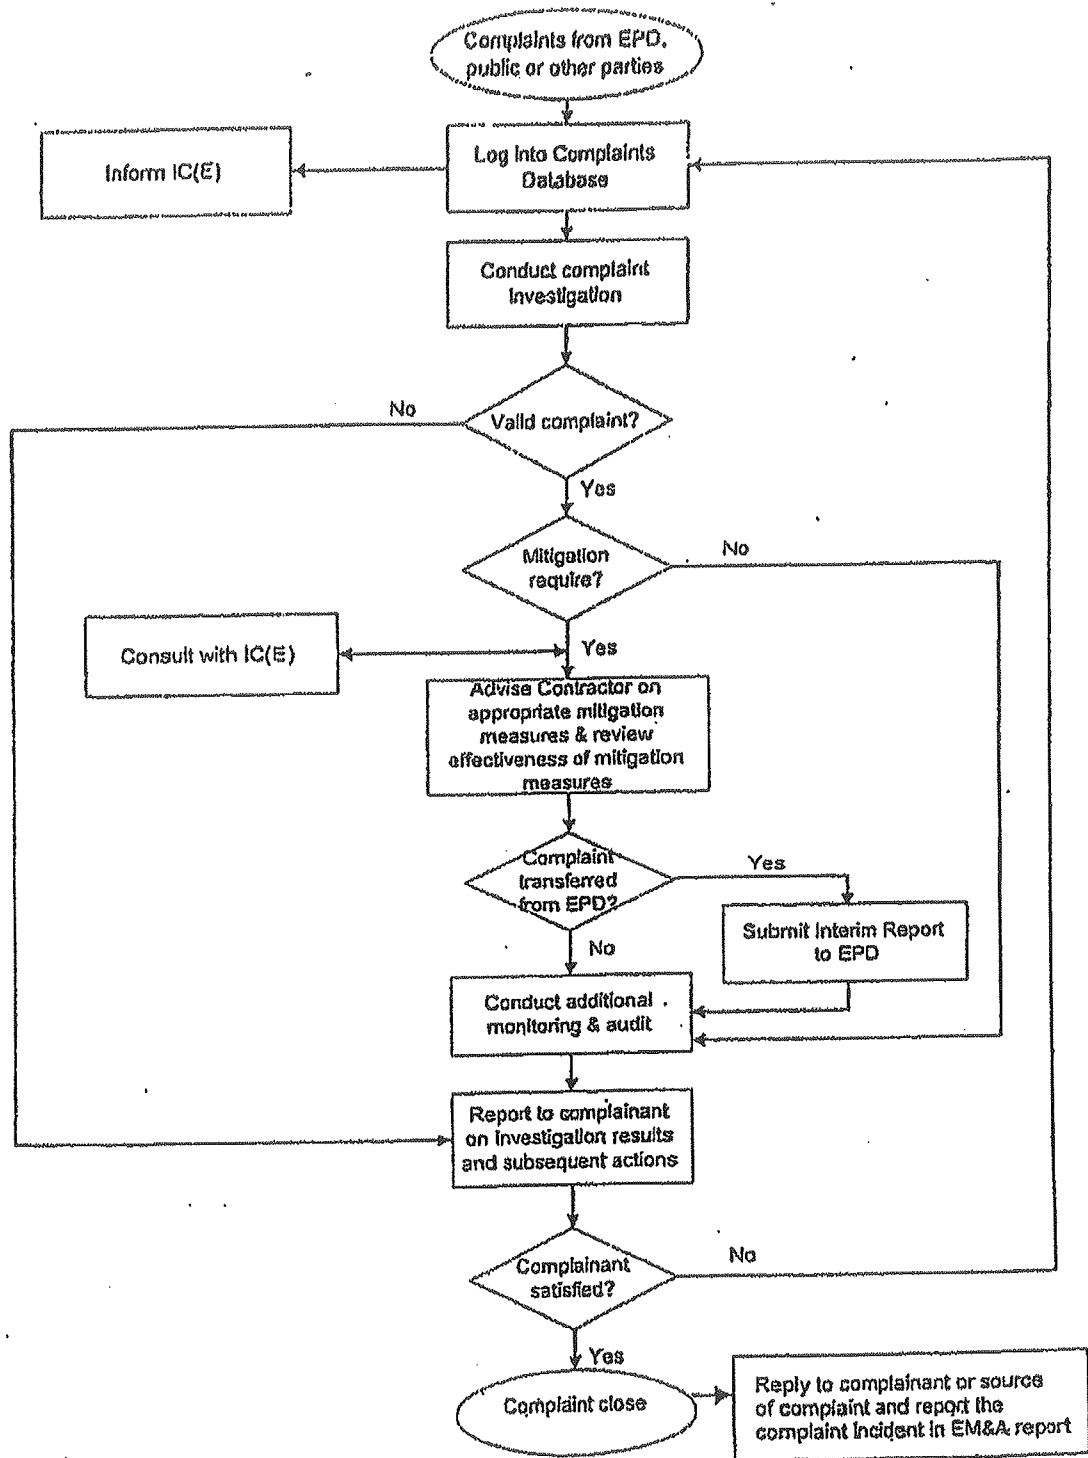 Complaints from EPD,
public or other parties
Inform IC(E)
Log into Complaints
Database
Conduct complaint
investigation
No
Valid complaint?
Yes
Mitigation
require?
No
Consult with IC(E)
Yes
Advise Contractor on
appropriate mitigation
measures & review
effectiveness of mitigation
measures
Complaint
transferred
from EPD?
Yes
Submit Interim Report
to EPD
No
Conduct additional
monitoring & audit
Report to complainant
on investigation results
and subsequent actions
Complainant
satisfied?
No
Yes
Complaint close
Reply to complainant or source
of complaint and report the
complaint incident in EM&A report